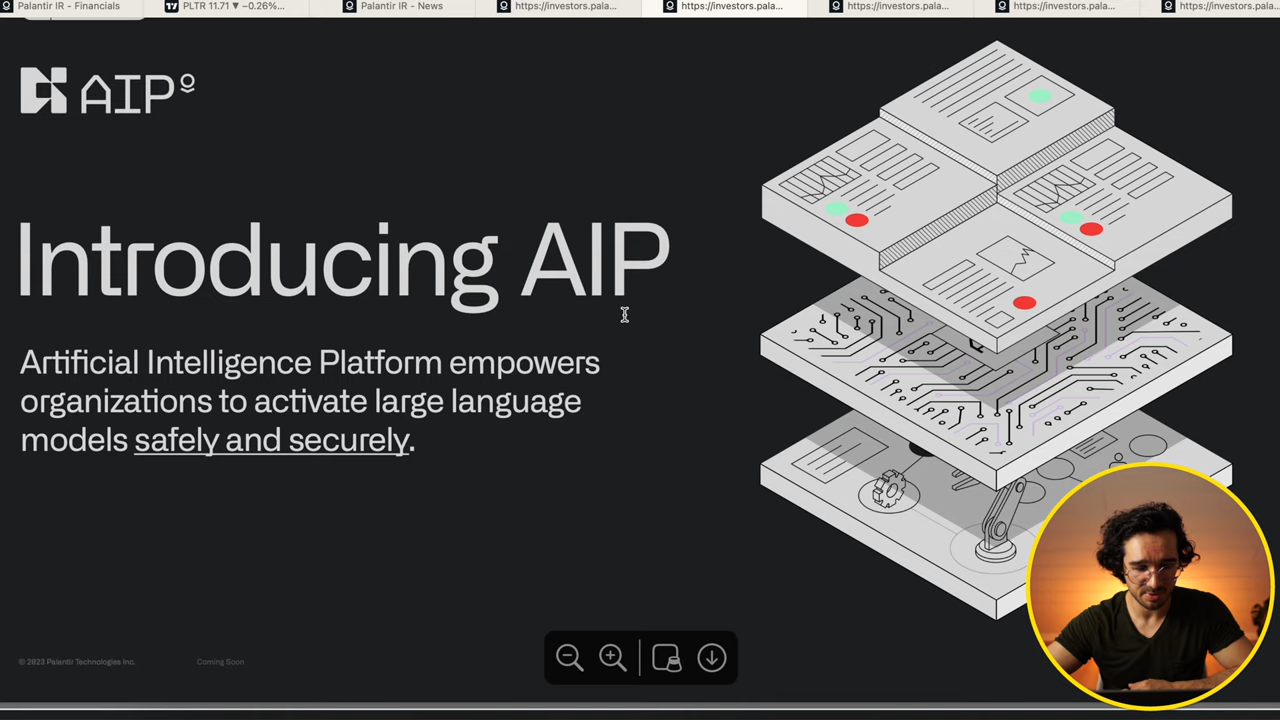 Palantir IR - Financials
PLTR 11.71 ▼ −0.26%...
Palantir IR - News
https://investors.pala...
https://investors.pala...
https://investors.pala...
https://investors.pala...
https://investors.pala...
AIP
Introducing AIP
Artificial Intelligence Platform empowers
organizations to activate large language
models safely and securely.
© 2023 Palantir Technologies Inc.
Coming Soon